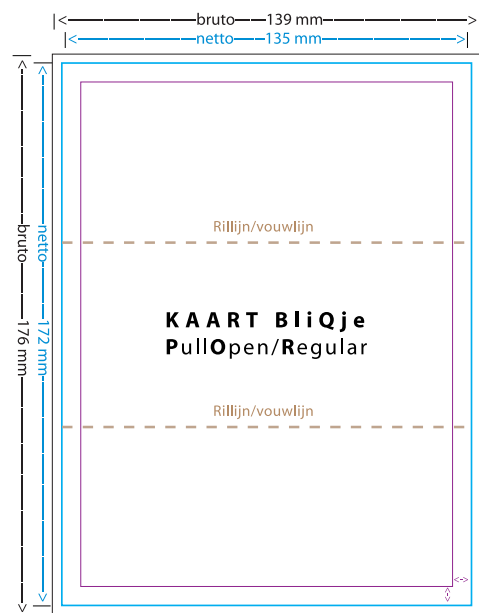 bruto 139 mm
netto 135 mm
bruto 176 mm
netto 172 mm
Rillijn/vouwlijn
KAART BliQje
PullOpen/Regular
Rillijn/vouwlijn